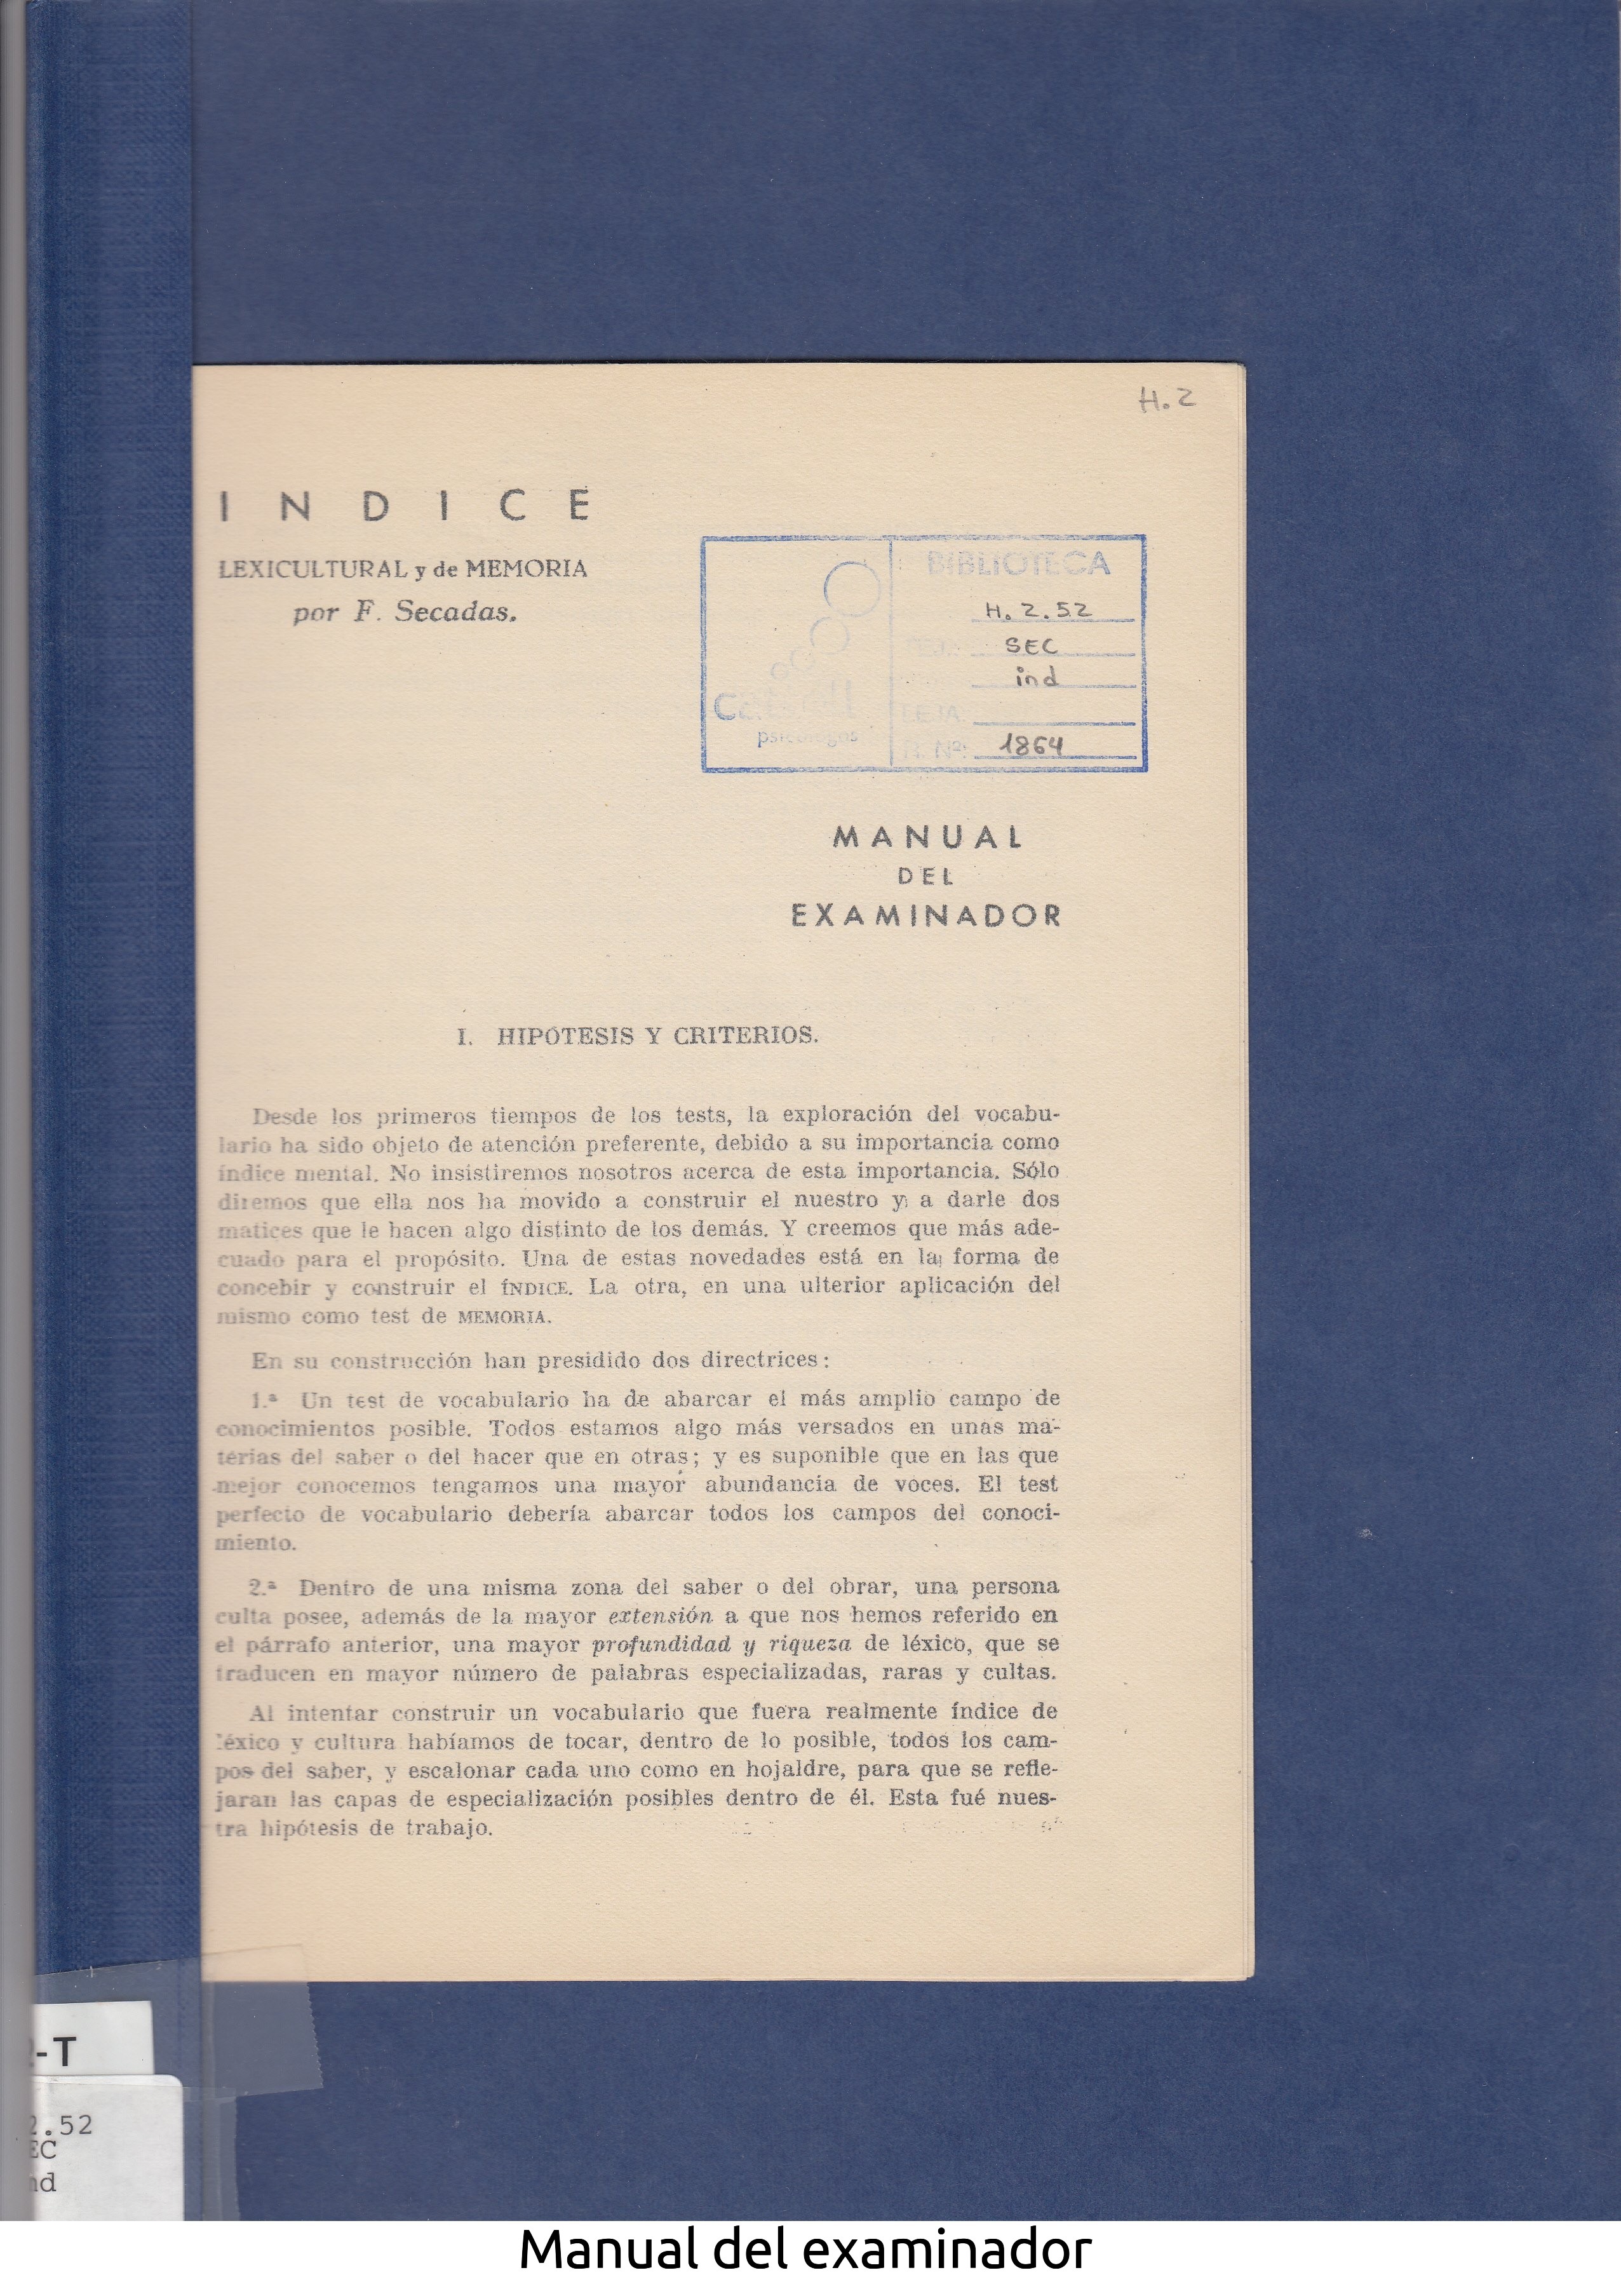 H.2
I N D I C E
LEXICULTURAL y de MEMORIA
por F. Secadas.
BIBLIOTECA
H. 2.52
SEC
ind
psicólogos
R. Nº: 1864
MANUAL
DEL
EXAMINADOR
I. HIPÓTESIS Y CRITERIOS.
Desde los primeros tiempos de los tests, la exploración del vocabu-
lario ha sido objeto de atención preferente, debido a su importancia como
índice mental. No insistiremos nosotros acerca de esta importancia. Sólo
diremos que ella nos ha movido a construir el nuestro y a darle dos
matices que le hacen algo distinto de los demás. Y creemos que más ade-
cuado para el propósito. Una de estas novedades está en la forma de
concebir y construir el ÍNDICE. La otra, en una ulterior aplicación del
mismo como test de MEMORIA.
En su construcción han presidido dos directrices:
1.ª Un test de vocabulario ha de abarcar el más amplio campo de
conocimientos posible. Todos estamos algo más versados en unas ma-
terias del saber o del hacer que en otras; y es suponible que en las que
mejor conocemos tengamos una mayor abundancia de voces. El test
perfecto de vocabulario debería abarcar todos los campos del conoci-
miento.
2.ª Dentro de una misma zona del saber o del obrar, una persona
culta posee, además de la mayor extensión a que nos hemos referido en
el párrafo anterior, una mayor profundidad y riqueza de léxico, que se
traducen en mayor número de palabras especializadas, raras y cultas.
Al intentar construir un vocabulario que fuera realmente índice de
léxico y cultura habíamos de tocar, dentro de lo posible, todos los cam-
pos del saber, y escalonar cada uno como en hojaldre, para que se refle-
jaran las capas de especialización posibles dentro de él. Esta fué nues-
tra hipótesis de trabajo.
-T
2.52
EC
nd
Manual del examinador